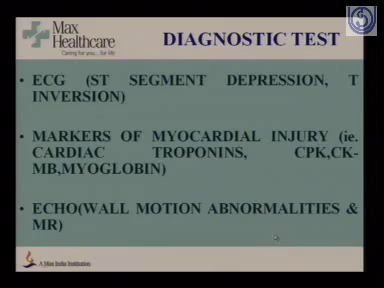 Max
Healthcare
Caring for you... for life
DIAGNOSTIC TEST
• ECG (ST SEGMENT DEPRESSION, T
INVERSION)
• MARKERS OF MYOCARDIAL INJURY (ie.
CARDIAC TROPONINS, CPK,CK-
MB,MYOGLOBIN)
• ECHO(WALL MOTION ABNORMALITIES &
MR)
A Max India Institution